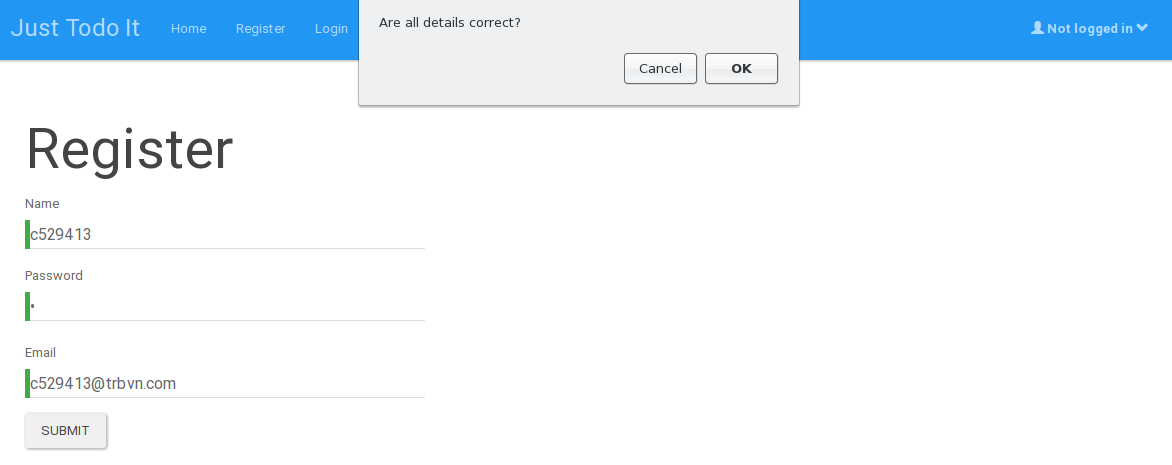 Just Todo It Home Register Login Not logged in
Are all details correct?
Cancel OK
Register
Name
c529413
Password
•
Email
c529413@trbvn.com
SUBMIT